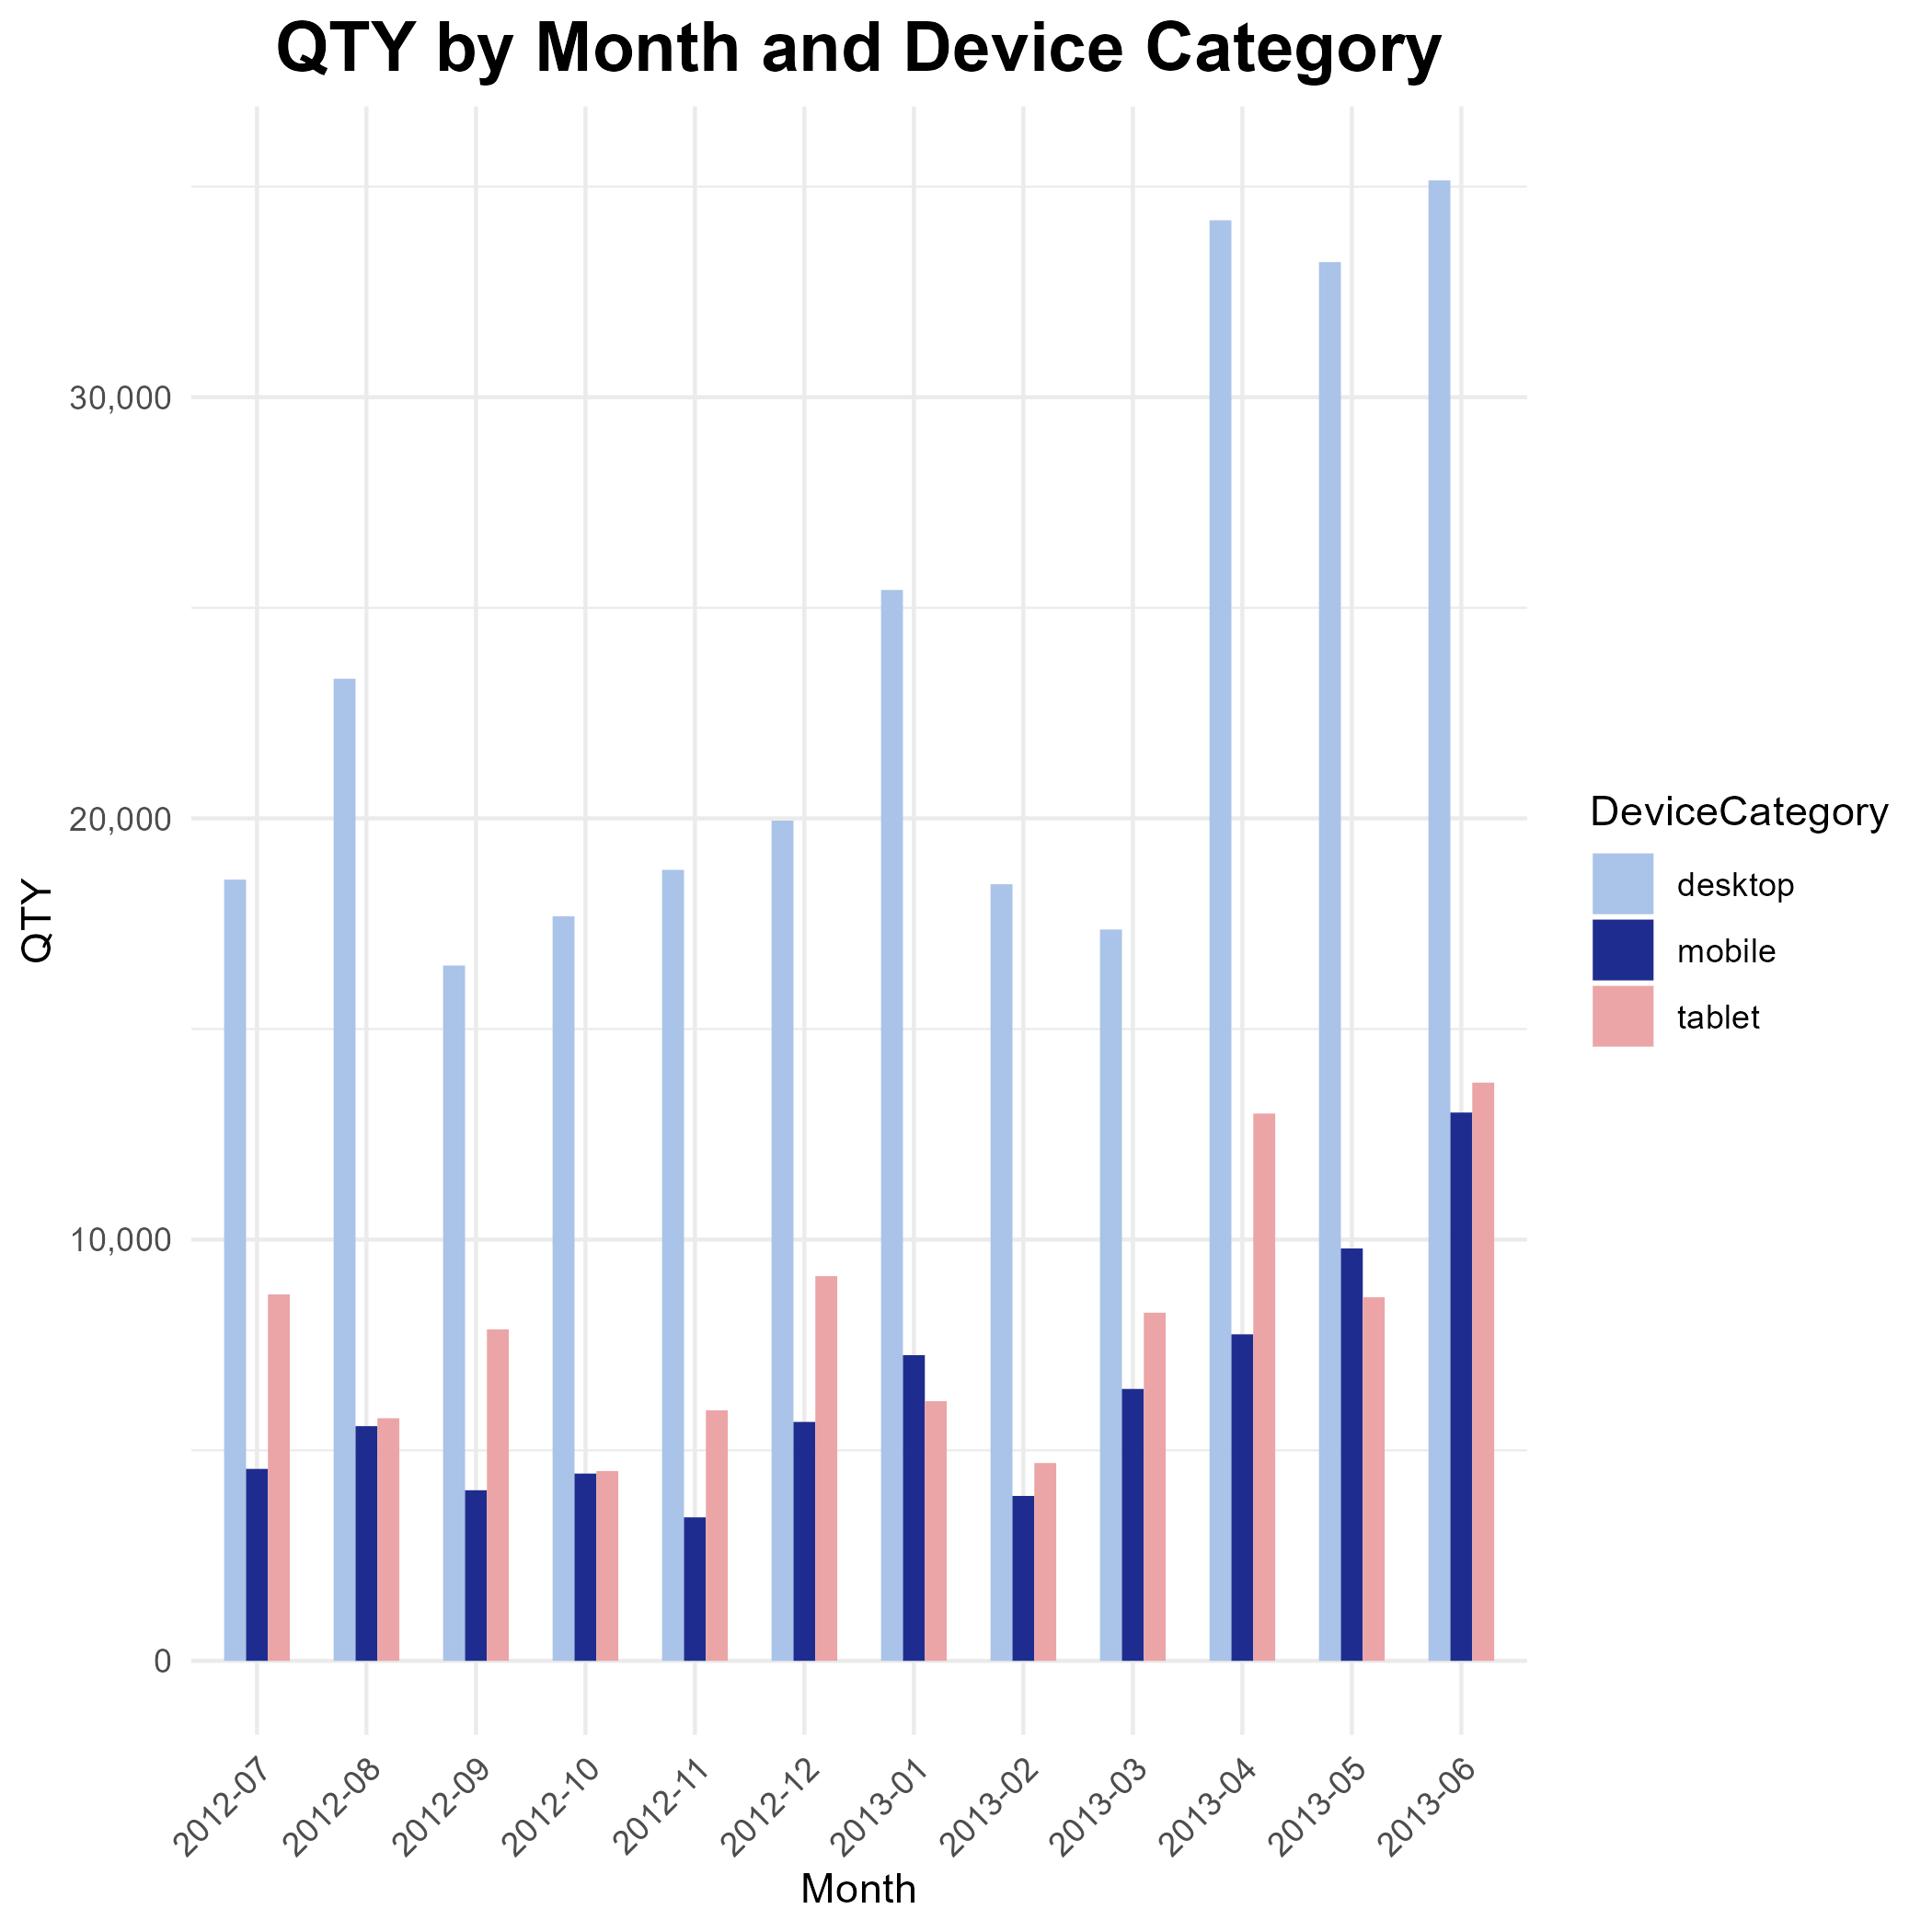 QTY by Month and Device Category
30,000
20,000
10,000
0
QTY
2012-07
2012-08
2012-09
2012-10
2012-11
2012-12
2013-01
2013-02
2013-03
2013-04
2013-05
2013-06
Month
DeviceCategory
desktop
mobile
tablet